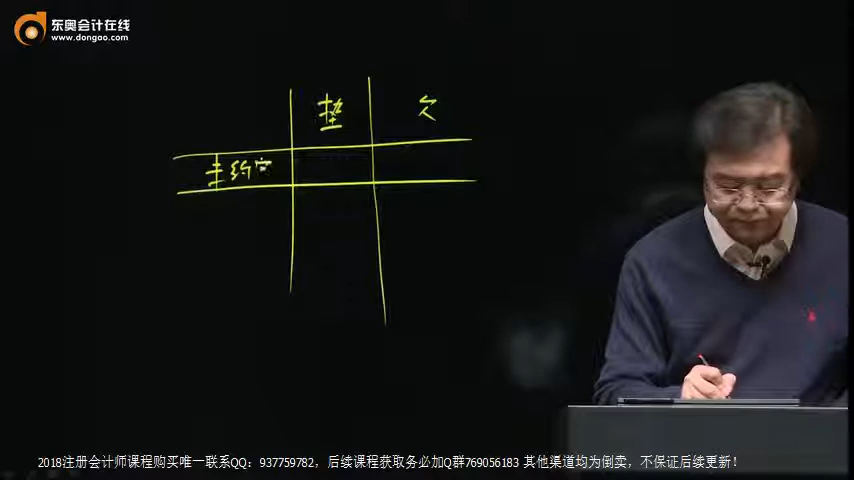 东奥会计在线
www.dongao.com
垫 欠
约定
2018注册会计师课程购买唯一联系QQ：937759782，后续课程获取务必加Q群769056183 其他渠道均为倒卖，不保证后续更新！